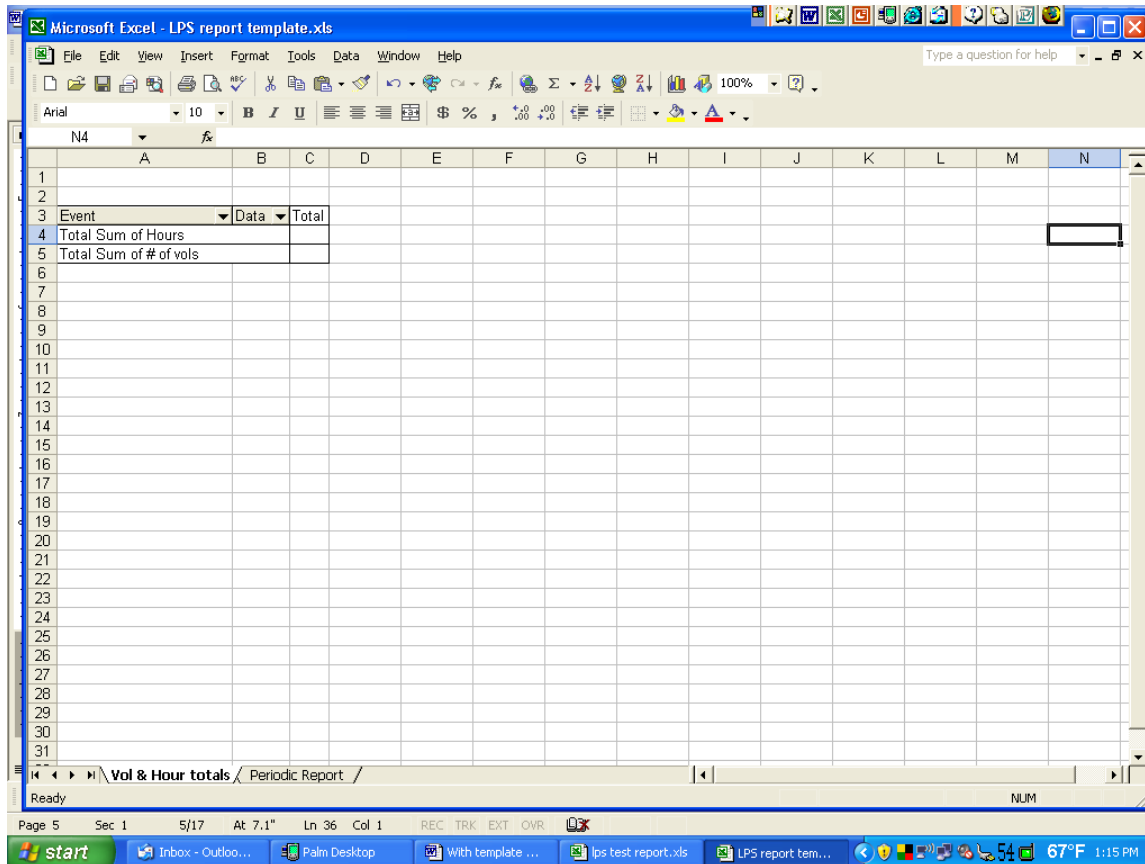 Microsoft Excel - LPS report template.xls
File Edit View Insert Format Tools Data Window Help
Type a question for help
100%
Arial 10 B I U $ % ,
N4 fx
A B C D E F G H I J K L M N
1
2
3 Event Data Total
4 Total Sum of Hours
5 Total Sum of # of vols
6
7
8
9
10
11
12
13
14
15
16
17
18
19
20
21
22
23
24
25
26
27
28
29
30
31
Vol & Hour totals Periodic Report
Ready NUM
Page 5 Sec 1 5/17 At 7.1" Ln 36 Col 1 REC TRK EXT OVR
start Inbox - Outloo... Palm Desktop With template ... lps test report.xls LPS report tem... 54 67°F 1:15 PM